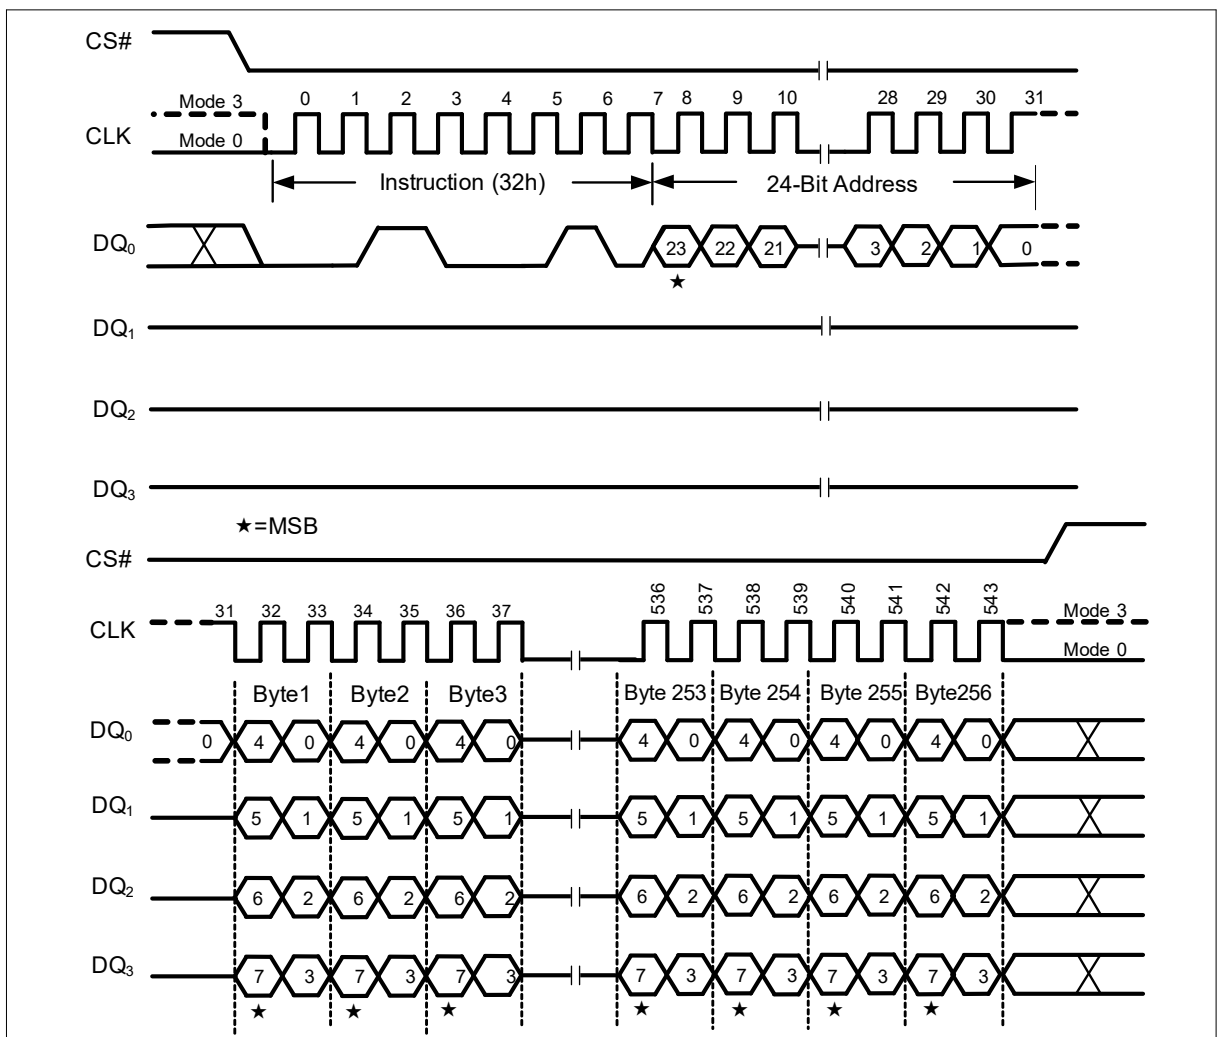 CS#
Mode 3 0 1 2 3 4 5 6 7 8 9 10 28 29 30 31
CLK
Mode 0
Instruction (32h) 24-Bit Address
DQ0 23 22 21 3 2 1 0
★
DQ1
DQ2
DQ3
★=MSB
CS#
31 32 33 34 35 36 37 536 537 538 539 540 541 542 543 Mode 3
CLK
Mode 0
Byte1 Byte2 Byte3 Byte 253 Byte 254 Byte 255 Byte256
DQ0 0 4 0 4 0 4 0 4 0 4 0 4 0 4 0
DQ1 5 1 5 1 5 1 5 1 5 1 5 1 5 1
DQ2 6 2 6 2 6 2 6 2 6 2 6 2 6 2
DQ3 7 3 7 3 7 3 7 3 7 3 7 3 7 3
★ ★ ★ ★ ★ ★ ★